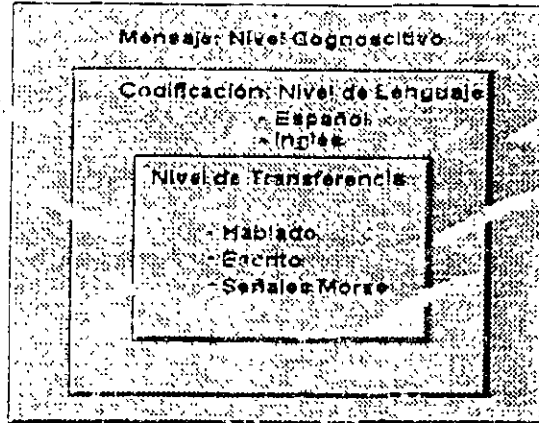 Mensaje: Nivel Cognoscitivo
Codificación: Nivel de Lenguaje
- Español
- Inglés
Nivel de Transferencia
- Hablado
- Escrito
- Señales Morse